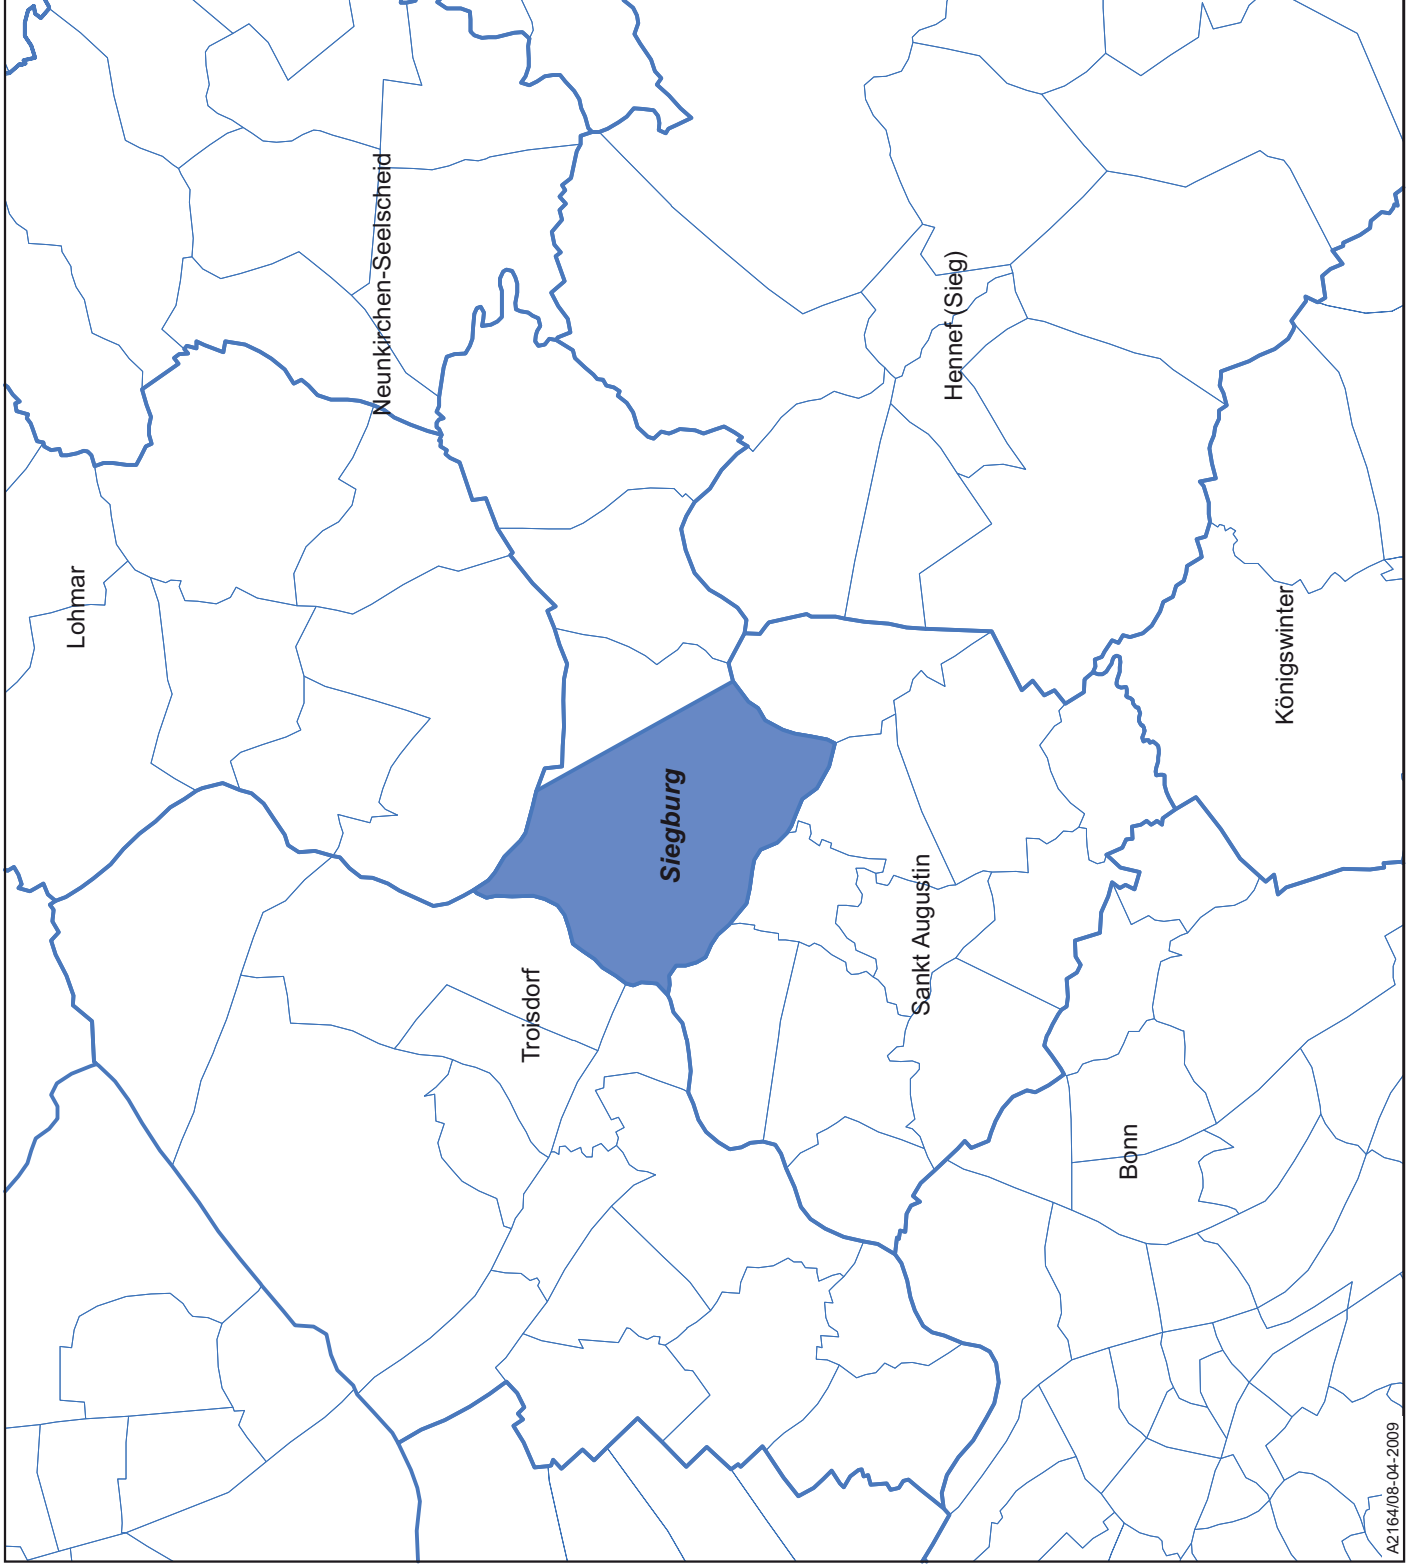 Lohmar
Neunkirchen-Seelscheid
Troisdorf
Siegburg
Sankt Augustin
Hennef (Sieg)
Bonn
Königswinter
A2164/08-04-2009